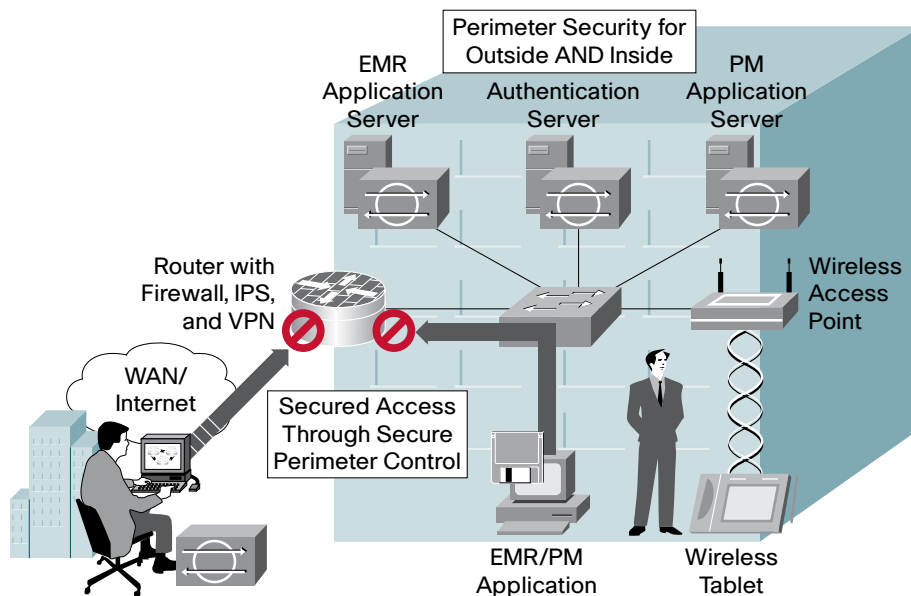 Perimeter Security for
Outside AND Inside
EMR
Application
Server
Authentication
Server
PM
Application
Server
Router with
Firewall, IPS,
and VPN
Wireless
Access
Point
WAN/
Internet
Secured Access
Through Secure
Perimeter Control
EMR/PM
Application
Wireless
Tablet